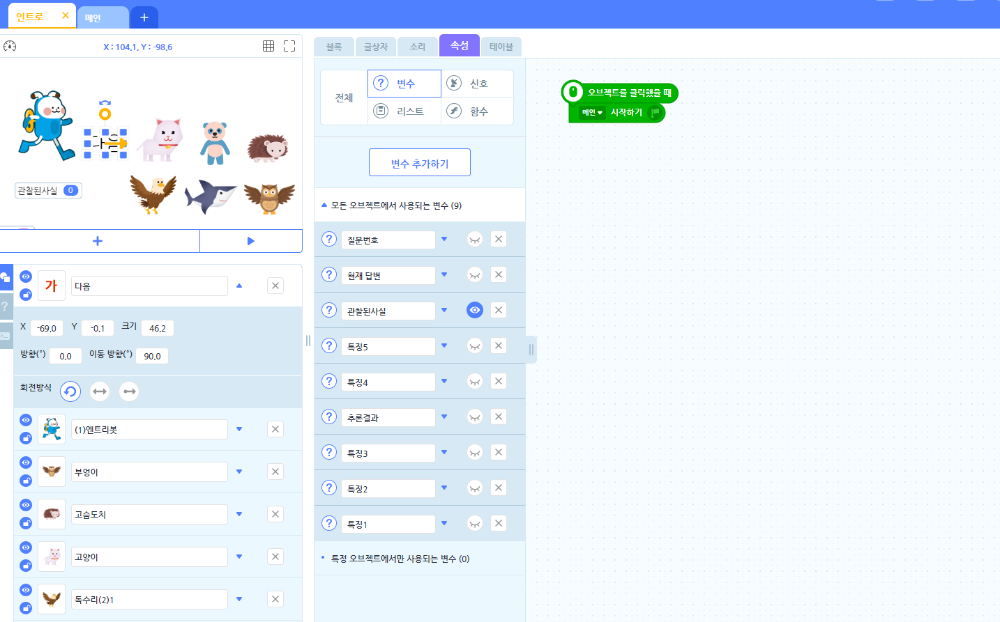 인트로
메인
X : 104.1, Y : -98.6
블록
글상자
소리
속성
테이블
전체
변수
신호
리스트
함수
변수 추가하기
모든 오브젝트에서 사용되는 변수 (9)
질문번호
현재 답변
관찰된사실
특징5
특징4
추론결과
특징3
특징2
특징1
특정 오브젝트에서만 사용되는 변수 (0)
오브젝트를 클릭했을 때
메인 시작하기
다음
관찰된사실 0
가
다음
X -69.0 Y -0.1 크기 46.2
방향(°) 0.0 이동 방향(°) 90.0
회전방식
(1)엔트리봇
부엉이
고슴도치
고양이
독수리(2)1